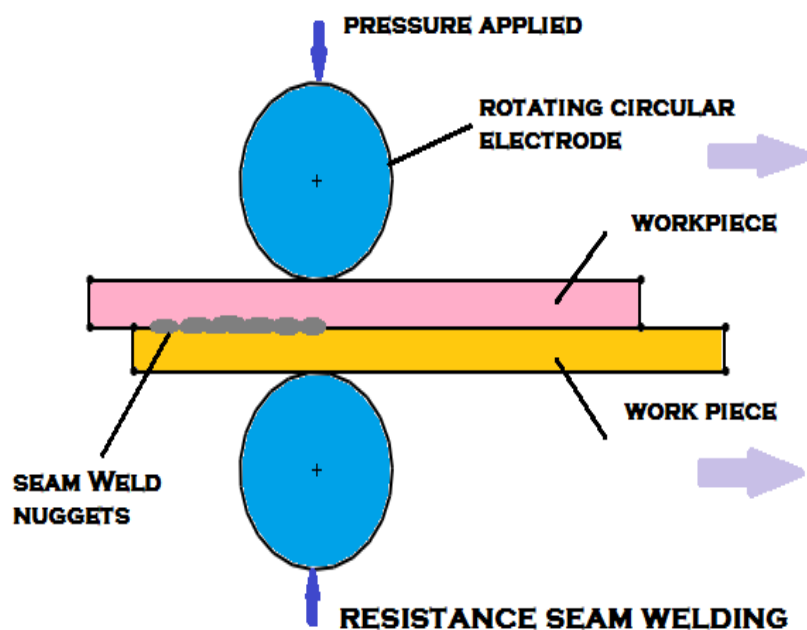 PRESSURE APPLIED
ROTATING CIRCULAR
ELECTRODE
WORKPIECE
WORK PIECE
SEAM WELD
NUGGETS
RESISTANCE SEAM WELDING